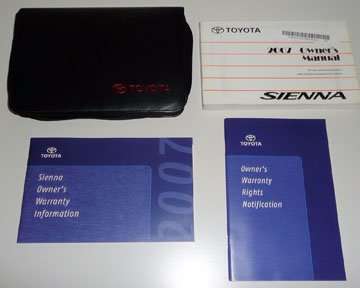 TOYOTA
TOYOTA
2007 Owner's
Manual
SIENNA
TOYOTA
Sienna
Owner's
Warranty
Information
2007
TOYOTA
Owner's
Warranty
Rights
Notification